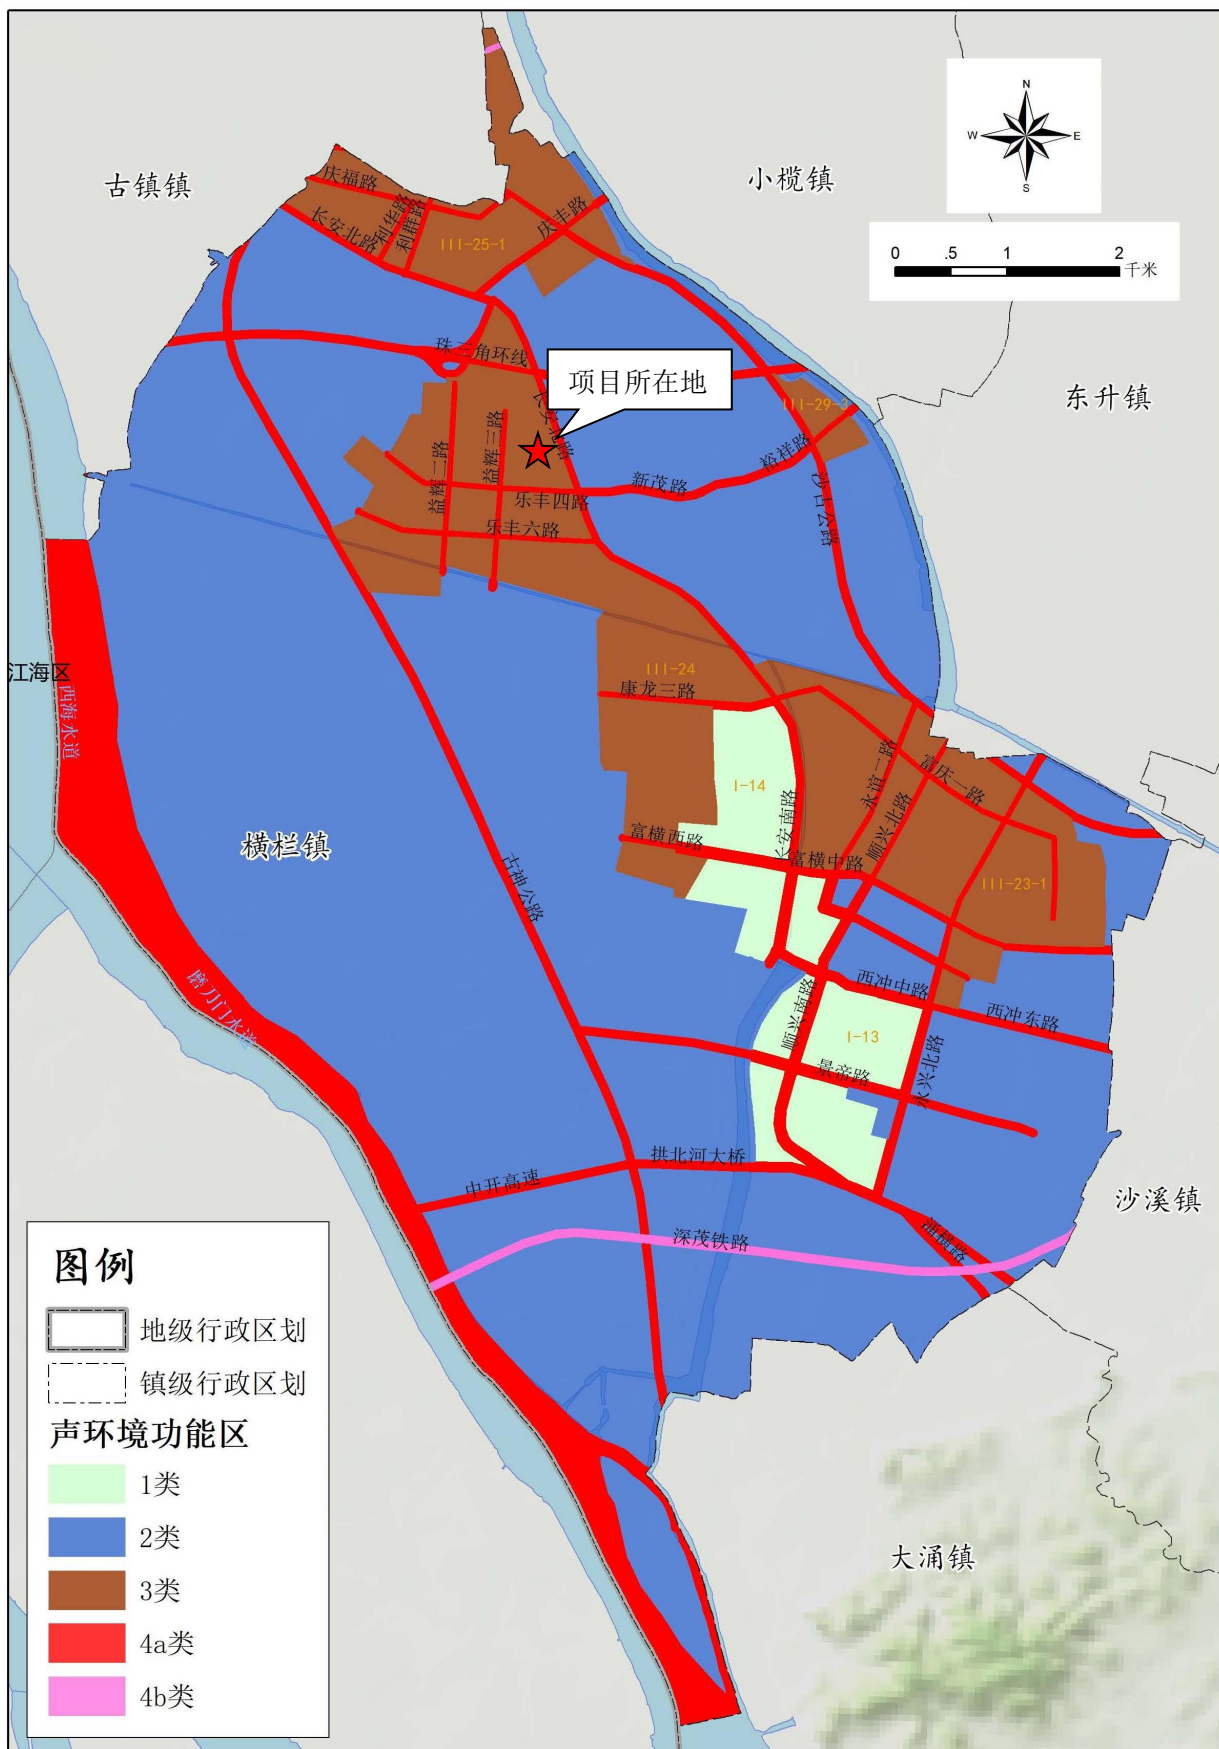 N
W
E
S
小榄镇
古镇镇
0 .5 1 2
千米
庆福路
长安北路
利华路
利群路
庆丰路
III-25-1
珠三角环线
项目所在地
长安北路
III-29-3
东升镇
益辉二路
益辉三路
裕祥路
新茂路
沙古公路
乐丰四路
乐丰六路
江海区
西海水道
III-24
康龙三路
永谊二路
顺兴北路
富庆一路
I-14
长安南路
横栏镇
富横西路
富横中路
III-23-1
古神公路
磨刀门水道
顺兴南路
西冲中路
西冲东路
I-13
景帝路
永兴北路
拱北河大桥
中开高速
沙溪镇
深茂铁路
大涌镇
图例
地级行政区划
镇级行政区划
声环境功能区
1类
2类
3类
4a类
4b类